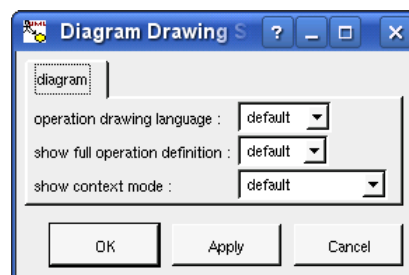 Diagram Drawing S
diagram
operation drawing language : default
show full operation definition : default
show context mode : default
OK Apply Cancel